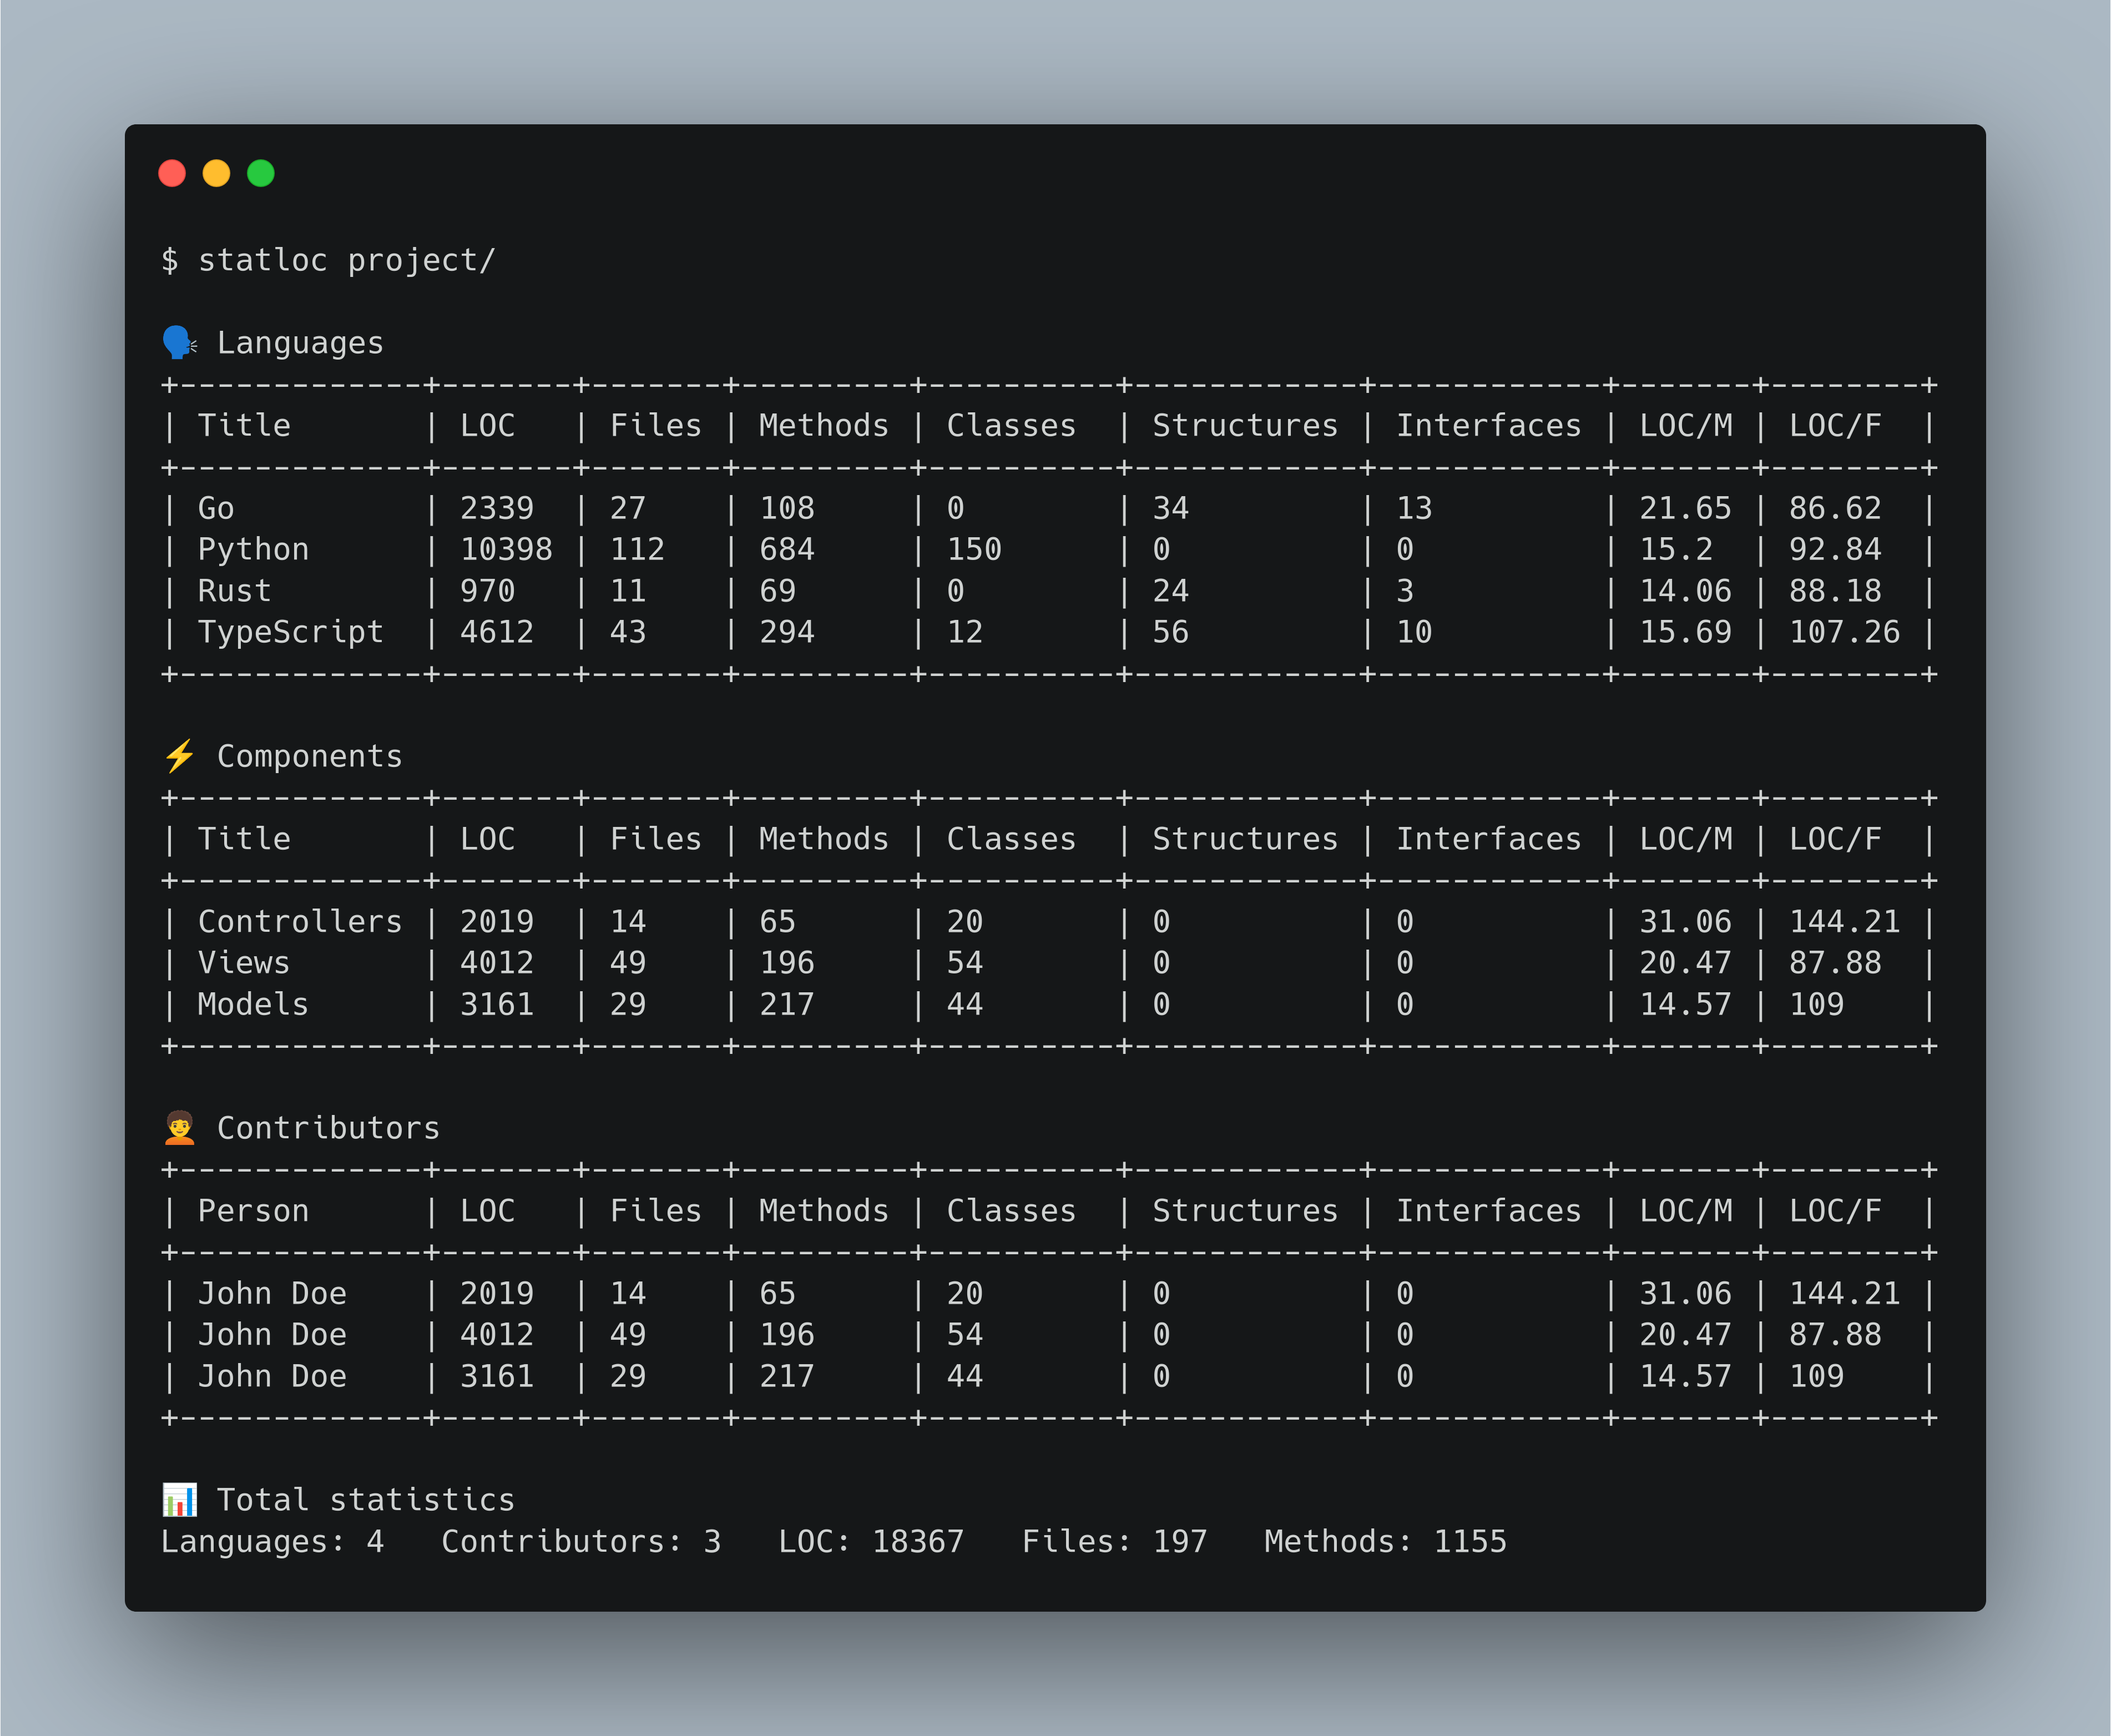 $ statloc project/

🗣 Languages
+-------------+-------+-------+---------+----------+------------+------------+-------+--------+
| Title       | LOC   | Files | Methods | Classes  | Structures | Interfaces | LOC/M | LOC/F  |
+-------------+-------+-------+---------+----------+------------+------------+-------+--------+
| Go          | 2339  | 27    | 108     | 0        | 34         | 13         | 21.65 | 86.62  |
| Python      | 10398 | 112   | 684     | 150      | 0          | 0          | 15.2  | 92.84  |
| Rust        | 970   | 11    | 69      | 0        | 24         | 3          | 14.06 | 88.18  |
| TypeScript  | 4612  | 43    | 294     | 12       | 56         | 10         | 15.69 | 107.26 |
+-------------+-------+-------+---------+----------+------------+------------+-------+--------+

⚡ Components
+-------------+-------+-------+---------+----------+------------+------------+-------+--------+
| Title       | LOC   | Files | Methods | Classes  | Structures | Interfaces | LOC/M | LOC/F  |
+-------------+-------+-------+---------+----------+------------+------------+-------+--------+
| Controllers | 2019  | 14    | 65      | 20       | 0          | 0          | 31.06 | 144.21 |
| Views       | 4012  | 49    | 196     | 54       | 0          | 0          | 20.47 | 87.88  |
| Models      | 3161  | 29    | 217     | 44       | 0          | 0          | 14.57 | 109    |
+-------------+-------+-------+---------+----------+------------+------------+-------+--------+

🧑‍🦱 Contributors
+-------------+-------+-------+---------+----------+------------+------------+-------+--------+
| Person      | LOC   | Files | Methods | Classes  | Structures | Interfaces | LOC/M | LOC/F  |
+-------------+-------+-------+---------+----------+------------+------------+-------+--------+
| John Doe    | 2019  | 14    | 65      | 20       | 0          | 0          | 31.06 | 144.21 |
| John Doe    | 4012  | 49    | 196     | 54       | 0          | 0          | 20.47 | 87.88  |
| John Doe    | 3161  | 29    | 217     | 44       | 0          | 0          | 14.57 | 109    |
+-------------+-------+-------+---------+----------+------------+------------+-------+--------+

📊 Total statistics
Languages: 4   Contributors: 3   LOC: 18367   Files: 197   Methods: 1155